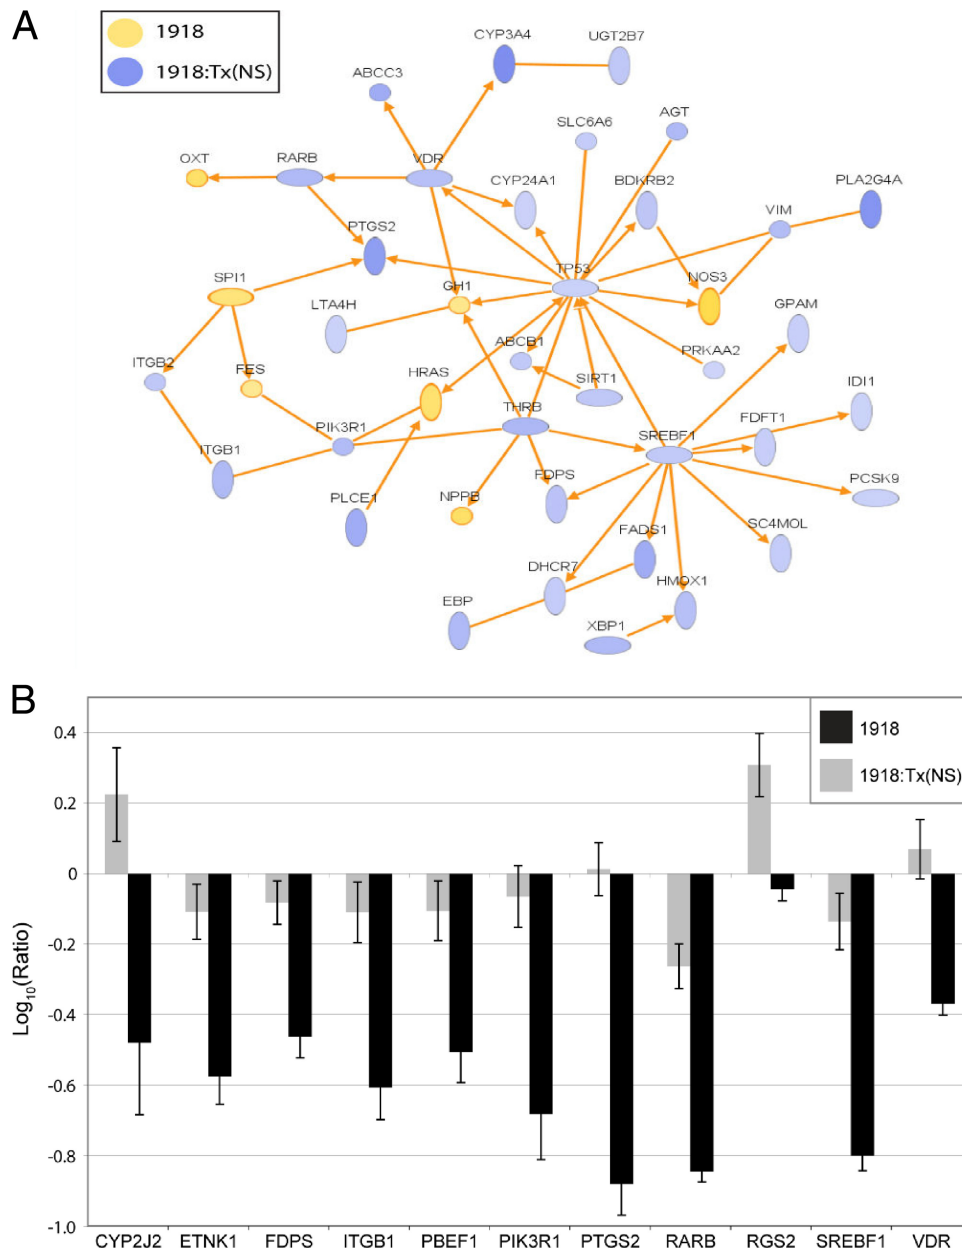 A
1918
1918:Tx(NS)
CYP3A4
UGT2B7
ABCC3
SLC6A6
AGT
OXT
RARB
VDR
CYP24A1
BDKRB2
PLA2G4A
VIM
PTGS2
SPI1
TP53
NOS3
GH1
LTA4H
GPAM
ABCB1
PRKAA2
ITGB2
FES
HRAS
SIRT1
IDI1
THRB
FDFT1
PIK3R1
SREBF1
ITGB1
FDPS
PCSK9
PLCE1
NPPB
SC4MOL
FADS1
DHCR7
HMOX1
EBP
XBP1
B
1918
1918:Tx(NS)
Log10(Ratio)
0.4
0.2
0
-0.2
-0.4
-0.6
-0.8
-1.0
CYP2J2 ETNK1 FDPS ITGB1 PBEF1 PIK3R1 PTGS2 RARB RGS2 SREBF1 VDR